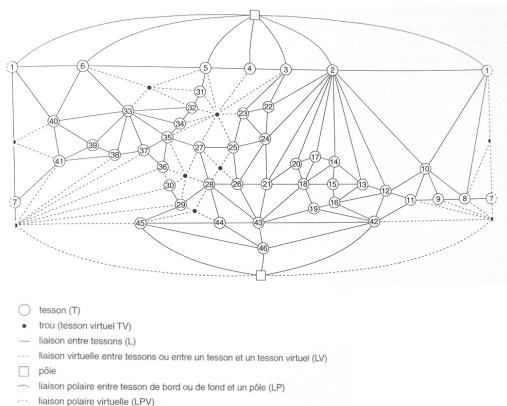 1 6 5 4 3 2 1
31
33 32 23 22
40 34
35
39 27 25 24
41 38 37 20 17 14
36 10
30 28 26 21 18 15 13 12
7 29 19 16 11 9 8 7
45 44 43 42
46
tesson (T)
trou (tesson virtuel TV)
liaison entre tessons (L)
liaison virtuelle entre tessons ou entre un tesson et un tesson virtuel (LV)
pôle
liaison polaire entre tesson de bord ou de fond et un pôle (LP)
liaison polaire virtuelle (LPV)